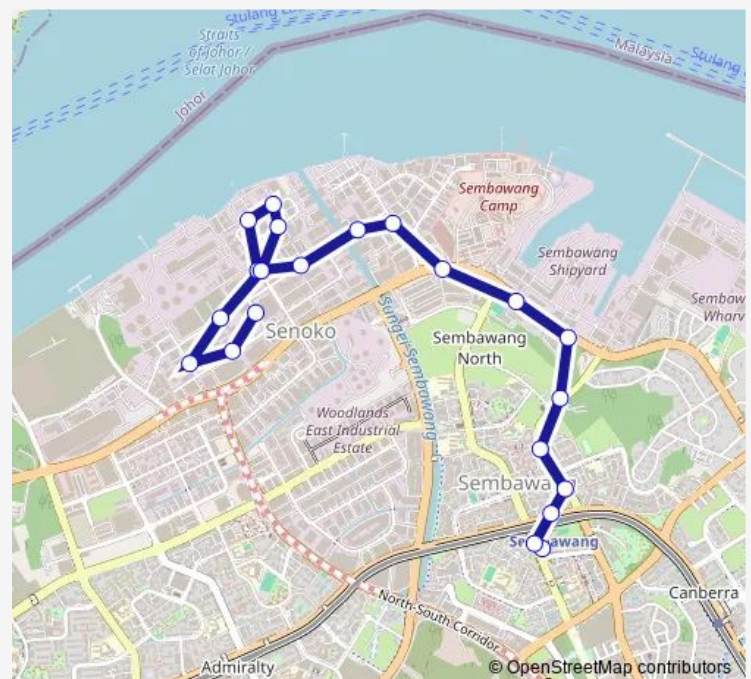 Stulang La
Straits
of Johor /
Selat Johor
Malaysia
Stulang
Johor
Sembawang
Camp
Sembawang
Shipyard
Sembaw
Wharv
Senoko
Sungei Sembawang
Sembawang
North
Woodlands
East Industrial
Estate
Sembawa
Sembawang
Canberra
North-South Corridor
Admiralty
© OpenStreetMap contributors